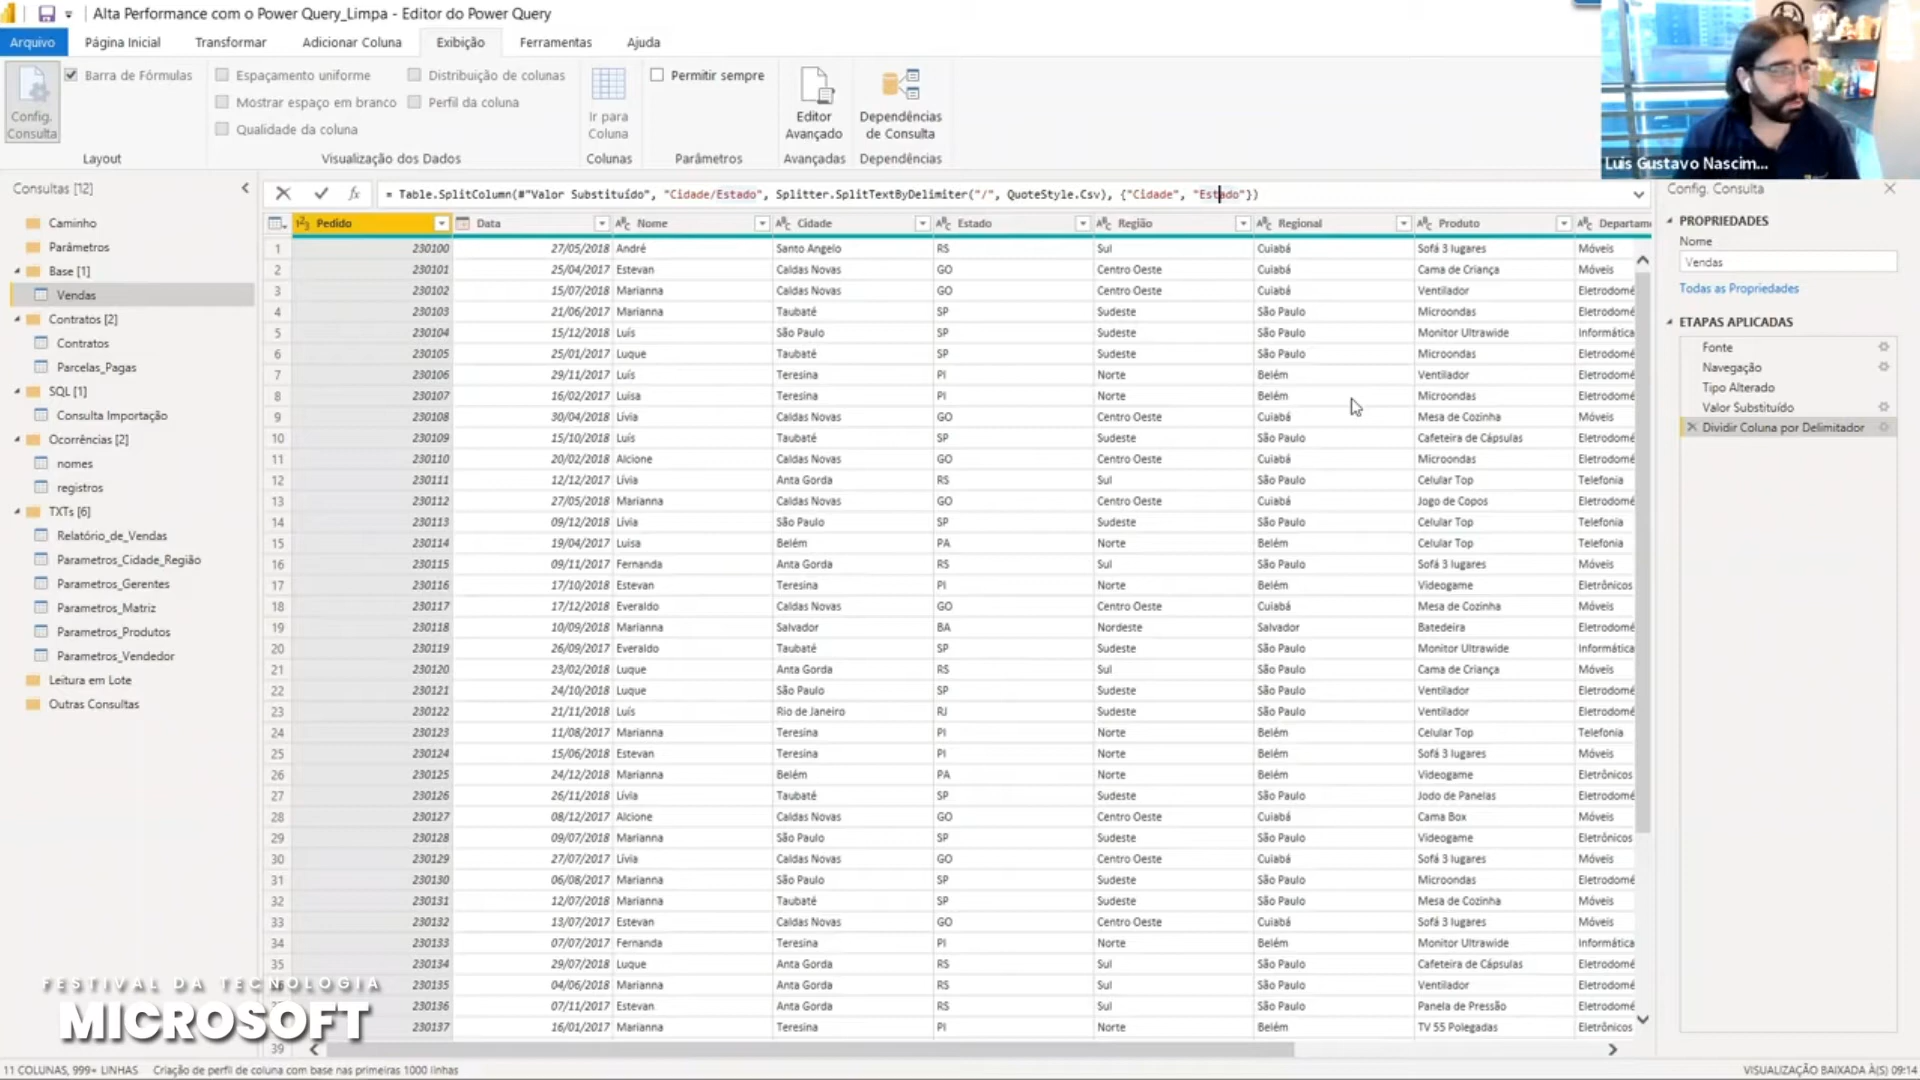 Alta Performance com o Power Query_Limpa - Editor do Power Query
Arquivo Página Inicial Transformar Adicionar Coluna Exibição Ferramentas Ajuda
Config. Consulta
Barra de Fórmulas
Layout
Espaçamento uniforme
Mostrar espaço em branco
Qualidade da coluna
Distribuição de colunas
Perfil da coluna
Visualização dos Dados
Ir para Coluna
Colunas
Permitir sempre
Parâmetros
Editor Avançado
Avançadas
Dependências de Consulta
Dependências
Luis Gustavo Nascim...
Consultas [12]
Caminho
Parâmetros
Base [1]
Vendas
Contratos [2]
Contratos
Parcelas_Pagas
SQL [1]
Consulta Importação
Ocorrências [2]
nomes
registros
TXTs [6]
Relatório_de_Vendas
Parametros_Cidade_Região
Parametros_Gerentes
Parametros_Matriz
Parametros_Produtos
Parametros_Vendedor
Leitura em Lote
Outras Consultas
fx = Table.SplitColumn(#"Valor Substituído", "Cidade/Estado", Splitter.SplitTextByDelimiter("/", QuoteStyle.Csv), {"Cidade", "Estado"})
Pedido Data Nome Cidade Estado Região Regional Produto Departam
1 230100 27/05/2018 André Santo Angelo RS Sul Cuiabá Sofá 3 lugares Móveis
2 230101 25/04/2017 Estevan Caldas Novas GO Centro Oeste Cuiabá Cama de Criança Móveis
3 230102 15/07/2018 Marianna Caldas Novas GO Centro Oeste Cuiabá Ventilador Eletrodomé
4 230103 21/06/2017 Marianna Taubaté SP Sudeste São Paulo Microondas Eletrodomé
5 230104 15/12/2018 Luís São Paulo SP Sudeste São Paulo Monitor Ultrawide Informática
6 230105 25/01/2017 Luque Taubaté SP Sudeste São Paulo Microondas Eletrodomé
7 230106 29/11/2017 Luís Teresina PI Norte Belém Ventilador Eletrodomé
8 230107 16/02/2017 Luisa Teresina PI Norte Belém Microondas Eletrodomé
9 230108 30/04/2018 Lívia Caldas Novas GO Centro Oeste Cuiabá Mesa de Cozinha Móveis
10 230109 15/10/2018 Luís Taubaté SP Sudeste São Paulo Cafeteira de Cápsulas Eletrodomé
11 230110 20/02/2017 Alcione Caldas Novas GO Centro Oeste Cuiabá Microondas Eletrodomé
12 230111 12/12/2017 Lívia Anta Gorda RS Sul São Paulo Celular Top Telefonia
13 230112 27/05/2018 Marianna Caldas Novas GO Centro Oeste Cuiabá Jogo de Copos Eletrodomé
14 230113 09/12/2018 Lívia São Paulo SP Sudeste São Paulo Celular Top Telefonia
15 230114 19/04/2017 Luisa Belém PA Norte Belém Celular Top Telefonia
16 230115 09/11/2017 Fernanda Anta Gorda RS Sul São Paulo Sofá 3 lugares Móveis
17 230116 17/10/2018 Estevan Teresina PI Norte Belém Videogame Eletrônicos
18 230117 17/12/2018 Everaldo Caldas Novas GO Centro Oeste Cuiabá Mesa de Cozinha Móveis
19 230118 10/09/2018 Marianna Salvador BA Nordeste Salvador Batedeira Eletrodomé
20 230119 26/09/2017 Everaldo Taubaté SP Sudeste São Paulo Monitor Ultrawide Informática
21 230120 23/02/2018 Luque Anta Gorda RS Sul São Paulo Cama de Criança Móveis
22 230121 24/10/2018 Luque São Paulo SP Sudeste São Paulo Ventilador Eletrodomé
23 230122 21/11/2018 Luís Rio de Janeiro RJ Sudeste São Paulo Ventilador Eletrodomé
24 230123 11/08/2017 Marianna Teresina PI Norte Belém Celular Top Telefonia
25 230124 15/06/2018 Estevan Teresina PI Norte Belém Sofá 3 lugares Móveis
26 230125 24/12/2018 Marianna Belém PA Norte Belém Videogame Eletrônicos
27 230126 26/11/2018 Lívia Taubaté SP Sudeste São Paulo Jodo de Panelas Eletrodomé
28 230127 08/12/2017 Alcione Caldas Novas GO Centro Oeste Cuiabá Cama Box Móveis
29 230128 09/07/2018 Marianna São Paulo SP Sudeste São Paulo Videogame Eletrônicos
30 230129 27/07/2018 Lívia Caldas Novas GO Centro Oeste Cuiabá Sofá 3 lugares Móveis
31 230130 06/08/2017 Marianna São Paulo SP Sudeste São Paulo Microondas Eletrodomé
32 230131 12/07/2018 Marianna Taubaté SP Sudeste São Paulo Mesa de Cozinha Móveis
33 230132 13/07/2017 Estevan Caldas Novas GO Centro Oeste Cuiabá Sofá 3 lugares Móveis
34 230133 07/07/2017 Fernanda Teresina PI Norte Belém Monitor Ultrawide Informática
35 230134 29/07/2018 Luque Anta Gorda RS Sul São Paulo Cafeteira de Cápsulas Eletrodomé
230135 04/06/2018 Marianna Anta Gorda RS Sul São Paulo Ventilador Eletrodomé
230136 07/11/2017 Estevan Anta Gorda RS Sul São Paulo Panela de Pressão Eletrodomé
230137 16/01/2017 Marianna Teresina PI Norte Belém TV 55 Polegadas Eletrônicos
39
Config. Consulta
PROPRIEDADES
Nome
Vendas
Todas as Propriedades
ETAPAS APLICADAS
Fonte
Navegação
Tipo Alterado
Valor Substituído
Dividir Coluna por Delimitador
FESTIVAL DA TECNOLOGIA
MICROSOFT
11 COLUNAS, 999+ LINHAS Criação de perfil de coluna com base nas primeiras 1000 linhas
VISUALIZAÇÃO BAIXADA À(S) 09:14